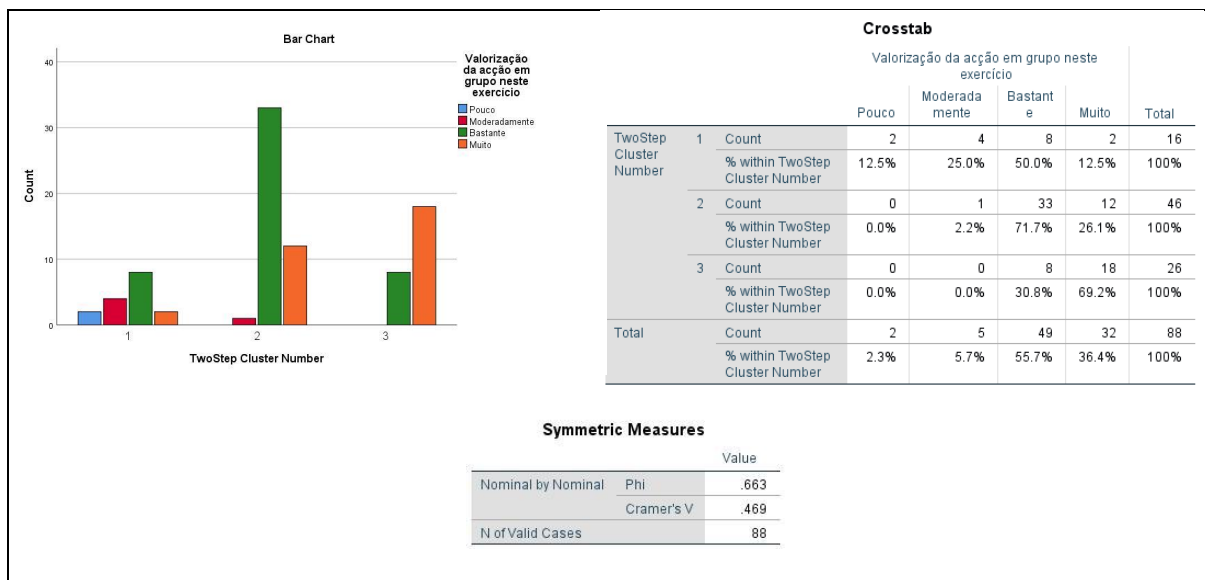 Bar Chart
Valorização
da acção em
grupo neste
exercício
Pouco
Moderadamente
Bastante
Muito
40
30
20
10
0
Count
1 2 3
TwoStep Cluster Number
Crosstab
Valorização da acção em grupo neste
exercício
Pouco Moderada Bastant Muito Total
mente e
TwoStep 1 Count 2 4 8 2 16
Cluster % within TwoStep 12.5% 25.0% 50.0% 12.5% 100%
Number Cluster Number
2 Count 0 1 33 12 46
% within TwoStep 0.0% 2.2% 71.7% 26.1% 100%
Cluster Number
3 Count 0 0 8 18 26
% within TwoStep 0.0% 0.0% 30.8% 69.2% 100%
Cluster Number
Total Count 2 5 49 32 88
% within TwoStep 2.3% 5.7% 55.7% 36.4% 100%
Cluster Number
Symmetric Measures
Value
Nominal by Nominal Phi .663
Cramer's V .469
N of Valid Cases 88